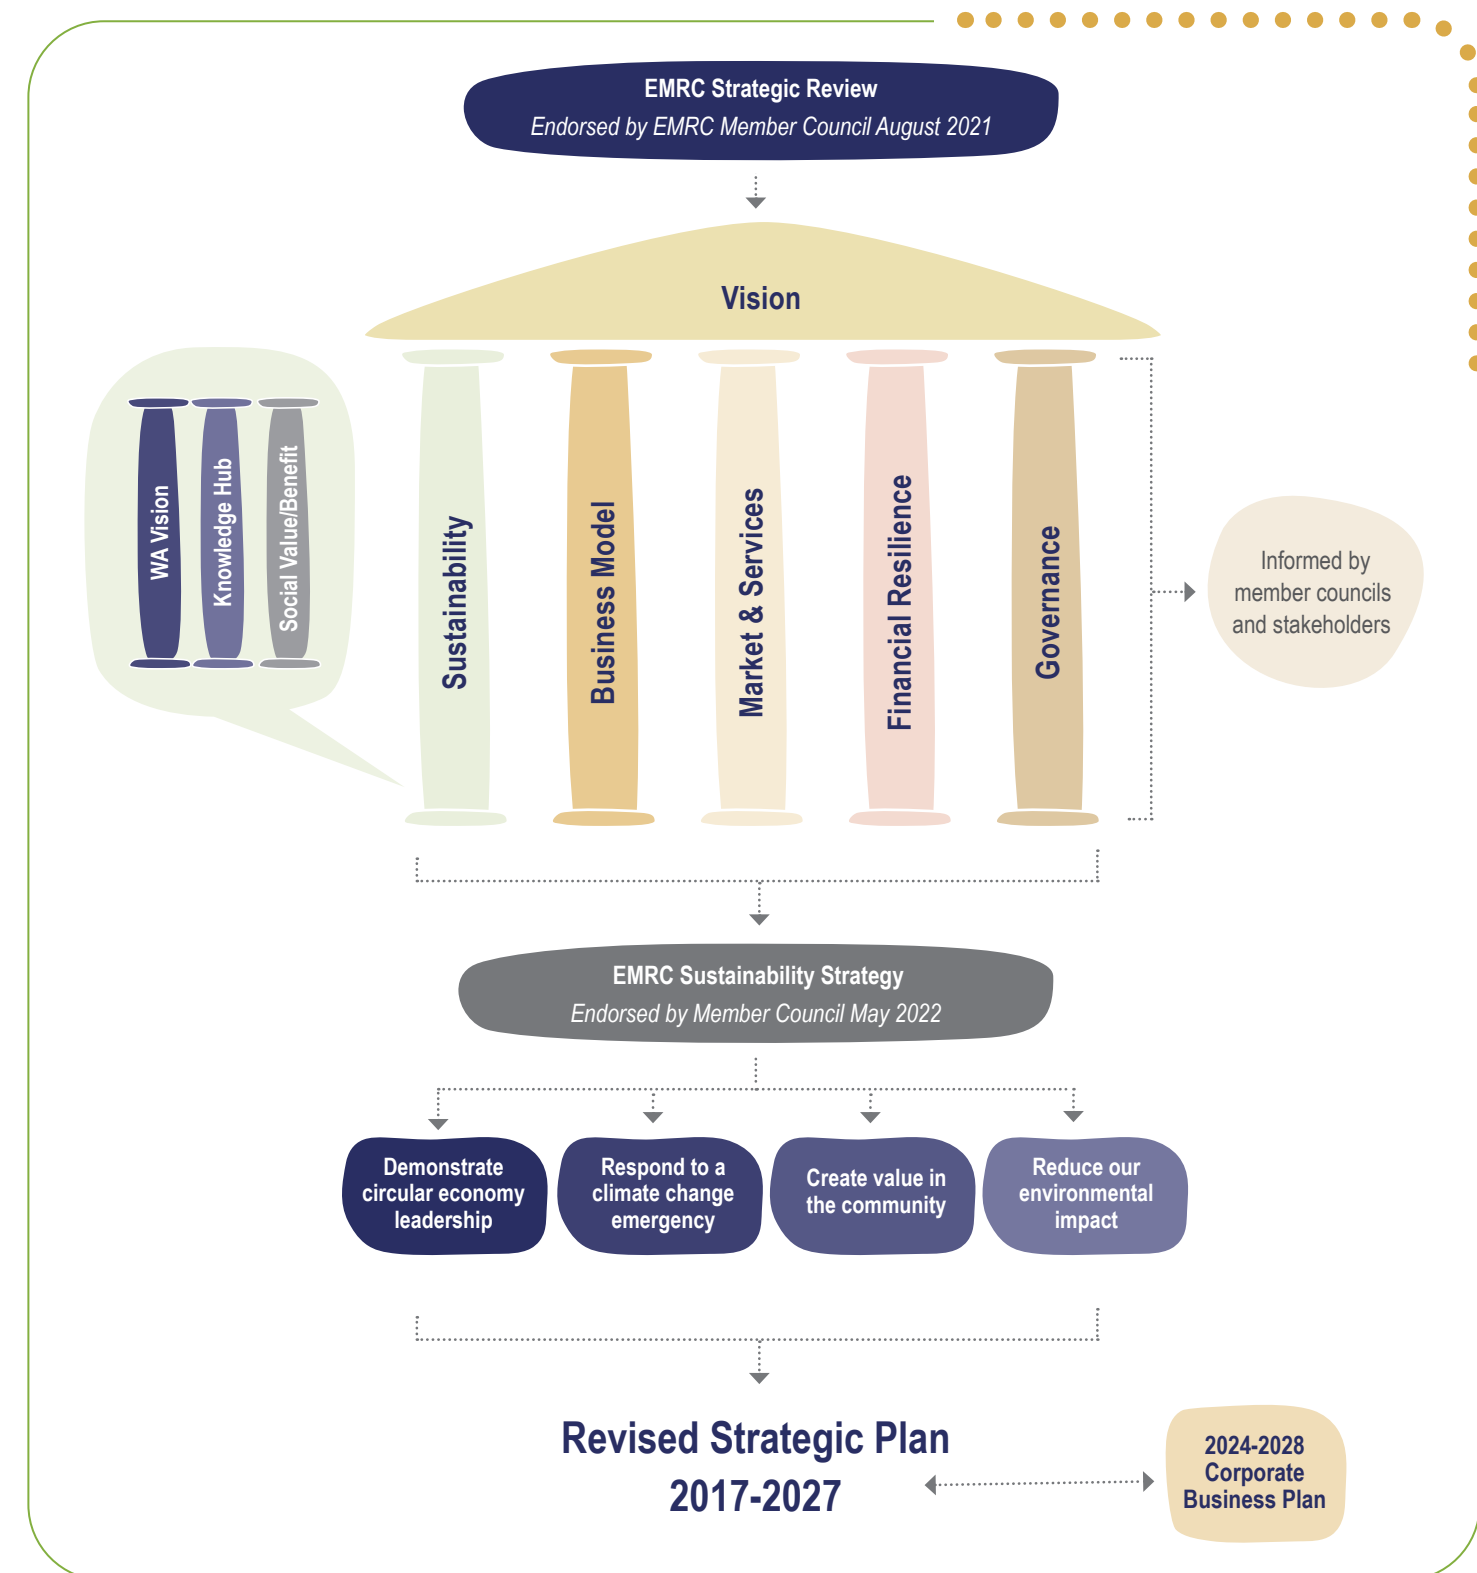 EMRC Strategic Review
Endorsed by EMRC Member Council August 2021
Vision
WA Vision
Knowledge Hub
Social Value/Benefit
Sustainability
Business Model
Market & Services
Financial Resilience
Governance
Informed by
member councils
and stakeholders
EMRC Sustainability Strategy
Endorsed by Member Council May 2022
Demonstrate
circular economy
leadership
Respond to a
climate change
emergency
Create value in
the community
Reduce our
environmental
impact
Revised Strategic Plan
2017-2027
2024-2028
Corporate
Business Plan